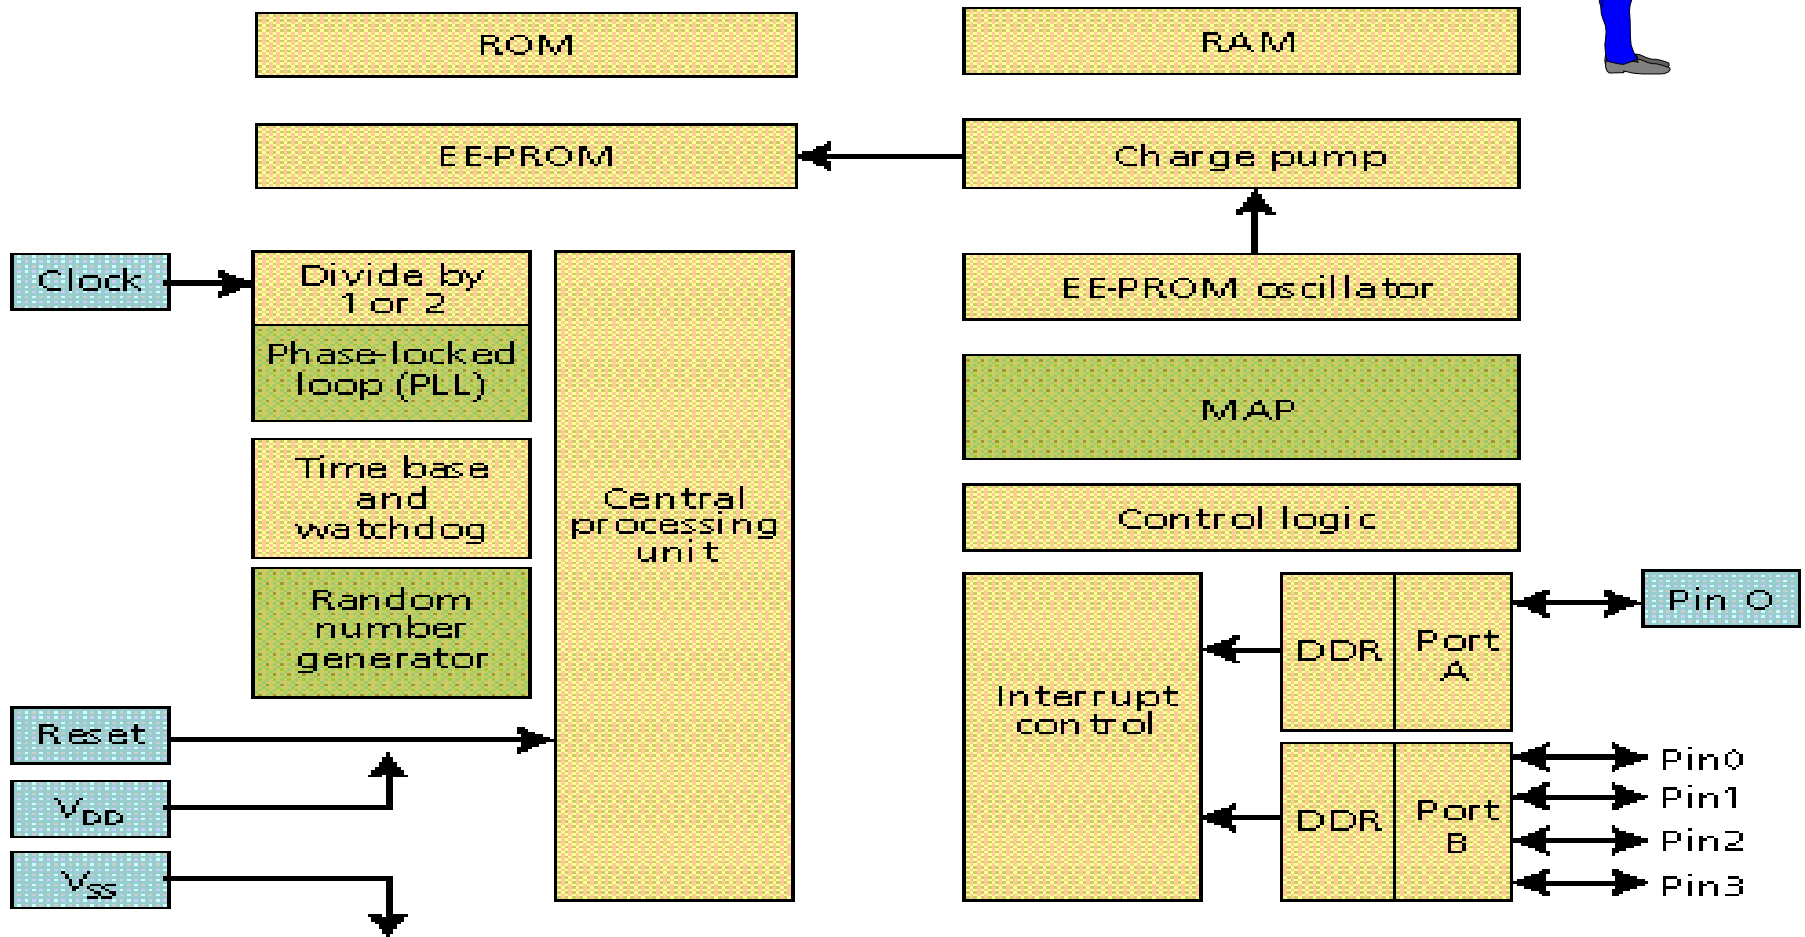 ROM
RAM
EE-PROM
Charge pump
Clock
Divide by
1 or 2
EE-PROM oscillator
Phase-locked
loop (PLL)
MAP
Time base
and
watchdog
Central
processing
unit
Control logic
Random
number
generator
Pin O
DDR
Port
A
Interrupt
control
Reset
VDD
VSS
DDR
Port
B
Pin0
Pin1
Pin2
Pin3